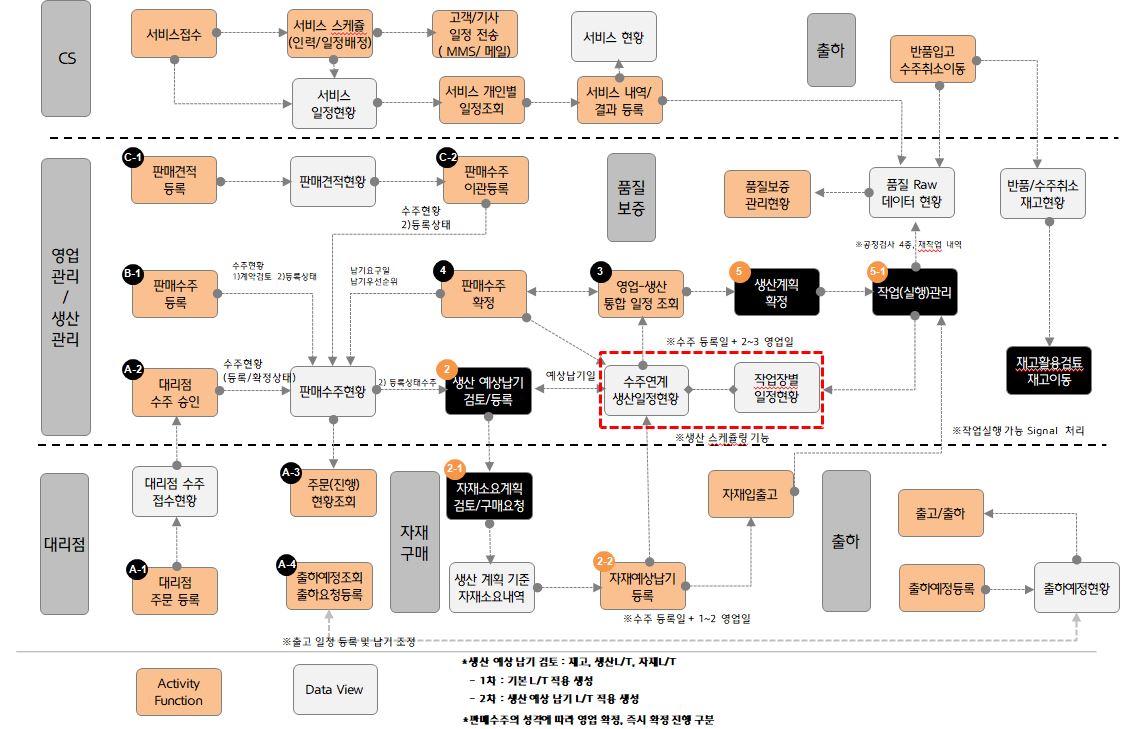 CS
서비스접수
서비스 스케쥴
(인력/일정배정)
고객/기사
일정 전송
( MMS/ 메일)
서비스 현황
출하
반품입고
수주취소이동
서비스
일정현황
서비스 개인별
일정조회
서비스 내역/
결과 등록
영업
관리
/
생산
관리
C-1
판매견적
등록
판매견적현황
C-2
판매수주
이관등록
수주현황
2)등록상태
품질
보증
품질보증
관리현황
품질 Raw
데이터 현황
반품/수주취소
재고현황
※공정검사 4종, 재작업 내역
B-1
판매수주
등록
수주현황
1)계약검토 2)등록상태
납기요구일
납기우선순위
4
판매수주
확정
3
영업-생산
통합 일정 조회
5
생산계획
확정
5-1
작업(실행)관리
※수주 등록일 + 2~3 영업일
A-2
대리점
수주 승인
수주현황
(등록/확정상태)
판매수주현황
2) 등록상태수주
2
생산 예상납기
검토/등록
예상납기일
수주연계
생산일정현황
작업장별
일정현황
재고활용검토
재고이동
※생산 스케쥴링 기능
※작업실행 가능 Signal 처리
대리점
대리점 수주
접수현황
A-3
주문(진행)
현황조회
자재
구매
2-1
자재소요계획
검토/구매요청
자재입출고
출하
출고/출하
A-1
대리점
주문 등록
A-4
출하예정조회
출하요청등록
생산 계획 기준
자재소요내역
2-2
자재예상납기
등록
출하예정등록
출하예정현황
※수주 등록일 + 1~2 영업일
※출고 일정 등록 및 납기 조정
Activity
Function
Data View
*생산 예상 납기 검토 : 재고, 생산L/T, 자재L/T
- 1차 : 기본 L/T 적용 생성
- 2차 : 생산 예상 납기 L/T 적용 생성
*판매수주의 성격에 따라 영업 확정, 즉시 확정 진행 구분